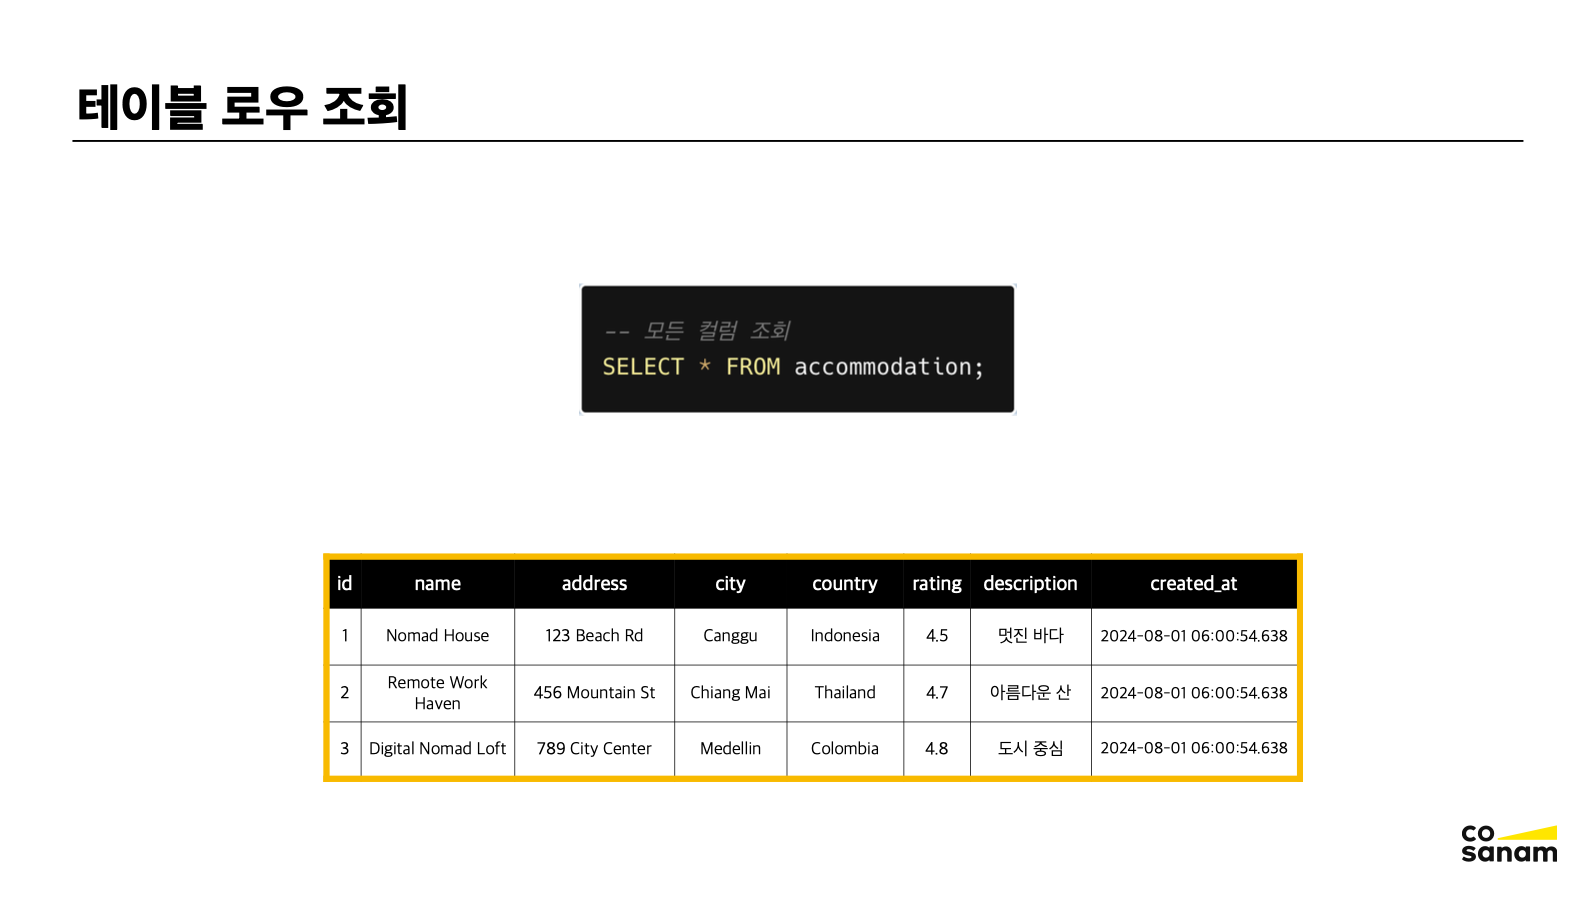 테이블 로우 조회
-- 모든 컬럼 조회
SELECT * FROM accommodation;
id name address city country rating description created_at
1 Nomad House 123 Beach Rd Canggu Indonesia 4.5 멋진 바다 2024-08-01 06:00:54.638
2 Remote Work Haven 456 Mountain St Chiang Mai Thailand 4.7 아름다운 산 2024-08-01 06:00:54.638
3 Digital Nomad Loft 789 City Center Medellin Colombia 4.8 도시 중심 2024-08-01 06:00:54.638
co
sanam